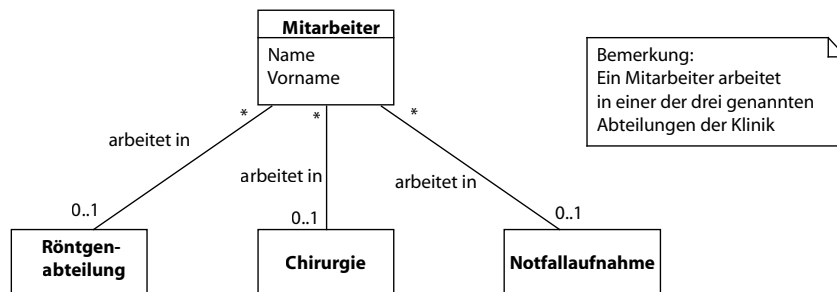 Mitarbeiter
Name
Vorname
Bemerkung:
Ein Mitarbeiter arbeitet
in einer der drei genannten
Abteilungen der Klinik
*
*
*
arbeitet in
arbeitet in
arbeitet in
0..1
0..1
0..1
Röntgen-
abteilung
Chirurgie
Notfallaufnahme